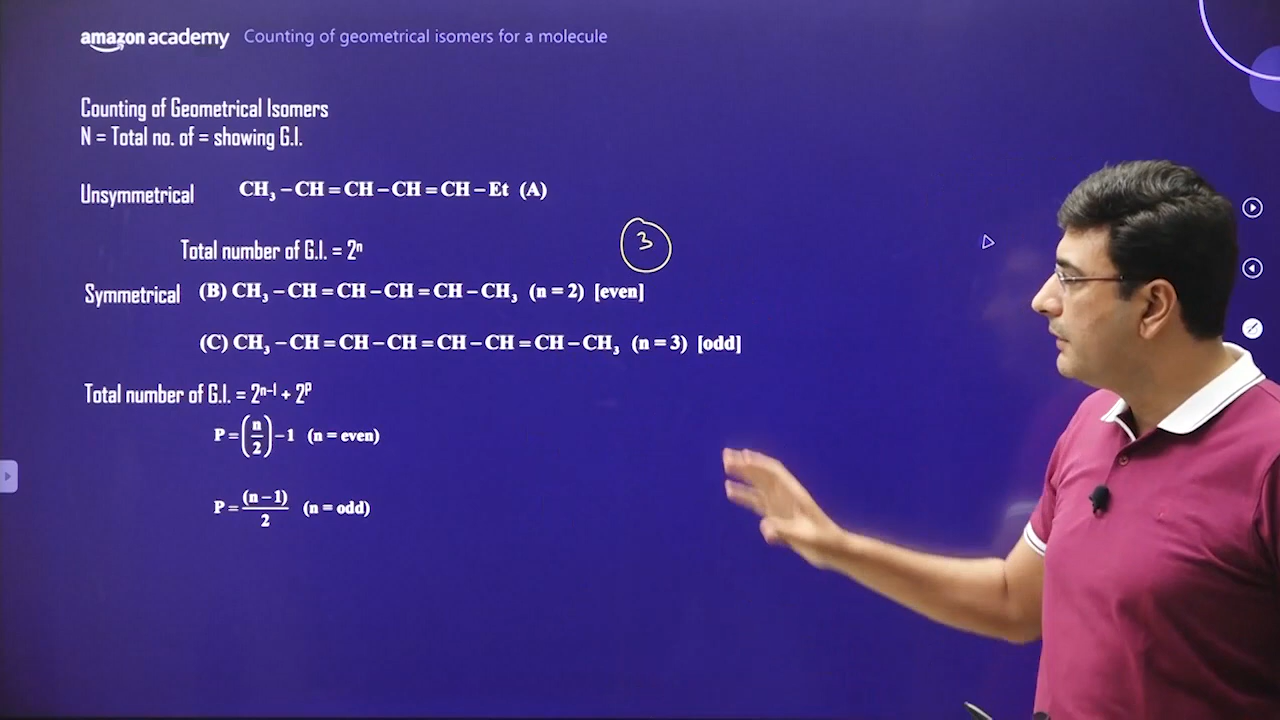 amazon academy Counting of geometrical isomers for a molecule
Counting of Geometrical Isomers
N = Total no. of = showing G.I.
Unsymmetrical CH₃ – CH = CH – CH = CH – Et (A)
Total number of G.I. = 2ⁿ
3
Symmetrical (B) CH₃ – CH = CH – CH = CH – CH₃ (n = 2) [even]
(C) CH₃ – CH = CH – CH = CH – CH = CH – CH₃ (n = 3) [odd]
Total number of G.I. = 2ⁿ⁻¹ + 2ᴾ
P = (n/2) – 1 (n = even)
P = (n – 1)/2 (n = odd)